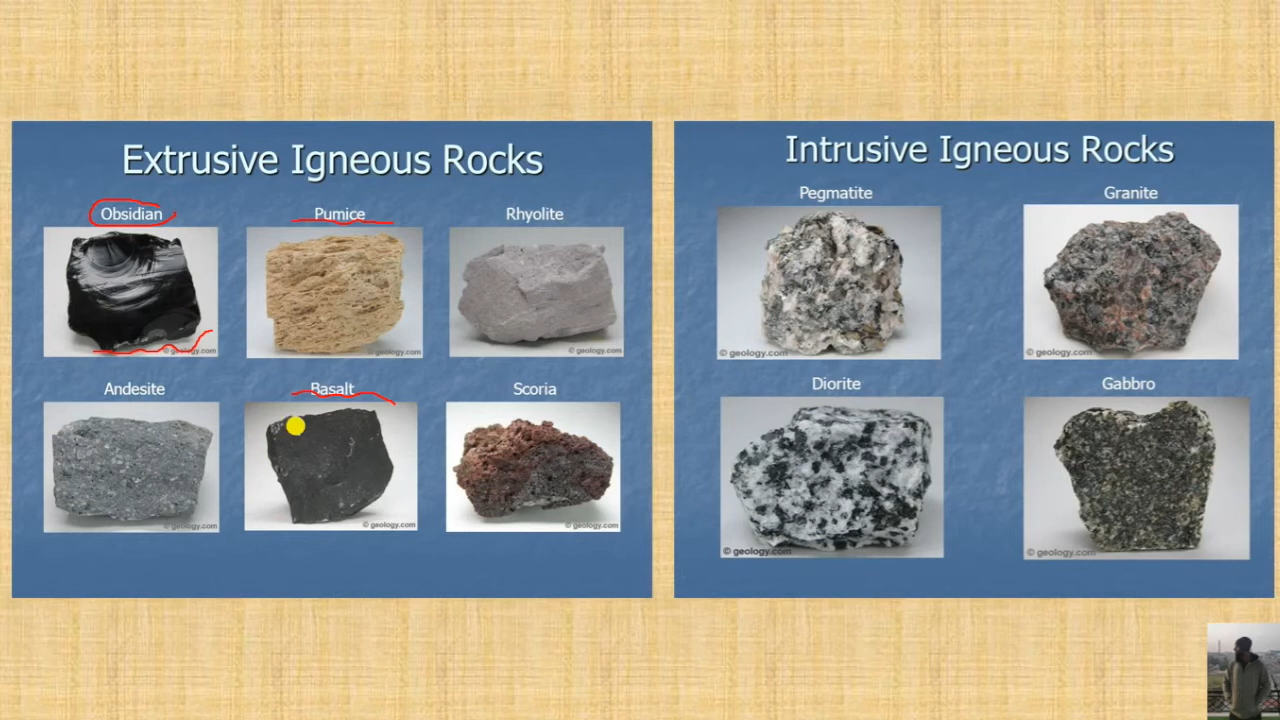 Extrusive Igneous Rocks
Obsidian Pumice Rhyolite
© geology.com © geology.com © geology.com
Andesite Basalt Scoria
© geology.com © geology.com © geology.com
Intrusive Igneous Rocks
Pegmatite Granite
© geology.com © geology.com
Diorite Gabbro
© geology.com © geology.com